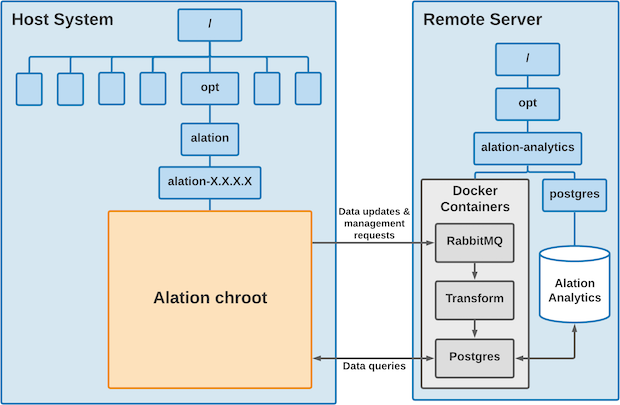 Host System
/
opt
alation
alation-X.X.X.X
Alation chroot
Data updates &
management
requests
Data queries
Remote Server
/
opt
alation-analytics
Docker
Containers
postgres
RabbitMQ
Transform
Postgres
Alation
Analytics